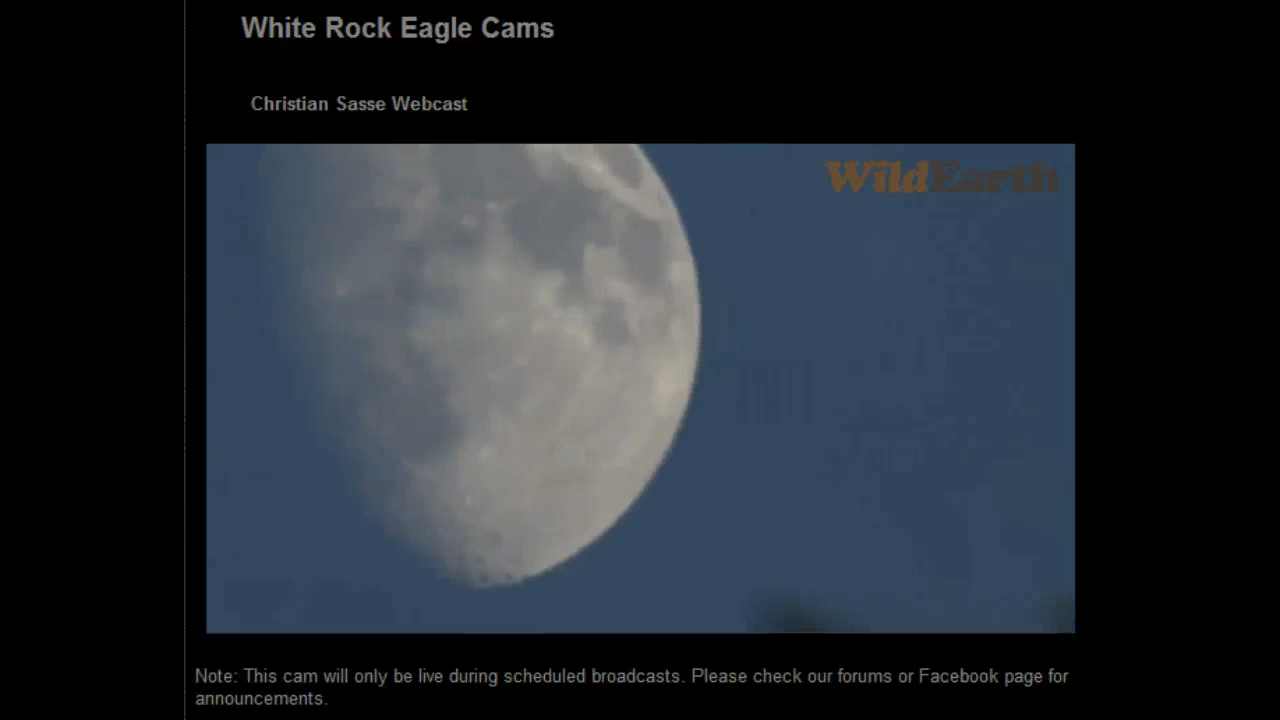 White Rock Eagle Cams
Christian Sasse Webcast
WildEarth
Note: This cam will only be live during scheduled broadcasts. Please check our forums or Facebook page for
announcements.